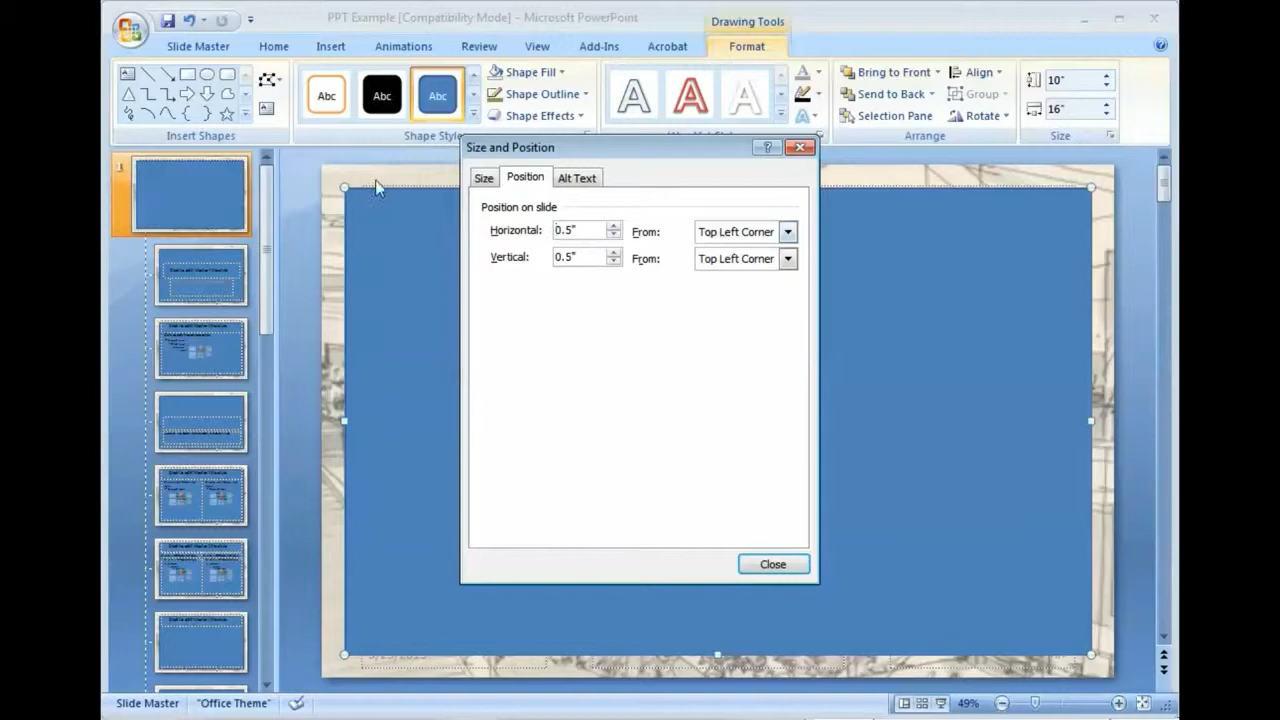 PPT Example [Compatibility Mode] – Microsoft PowerPoint
Drawing Tools
Slide Master Home Insert Animations Review View Add-Ins Acrobat Format
Abc Abc Abc
Shape Fill
Shape Outline
Shape Effects
A A A
Bring to Front
Send to Back
Selection Pane
Align
Group
Rotate
10"
16"
Insert Shapes
Shape Style
Arrange
Size
Size and Position
Size Position Alt Text
Position on slide
Horizontal: 0.5" From: Top Left Corner
Vertical: 0.5" From: Top Left Corner
Close
1
Slide Master "Office Theme" 49%